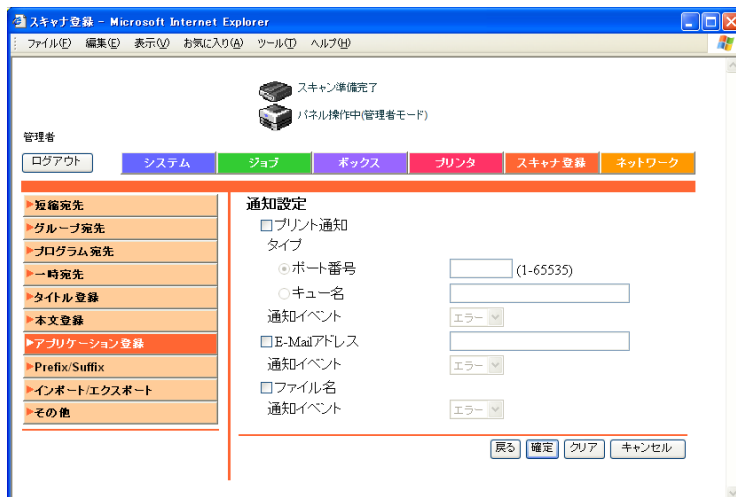 スキャナ登録 - Microsoft Internet Explorer
ファイル(F) 編集(E) 表示(V) お気に入り(A) ツール(T) ヘルプ(H)
スキャン準備完了
パネル操作中(管理者モード)
管理者
ログアウト
システム ジョブ ボックス プリンタ スキャナ登録 ネットワーク
短縮宛先
グループ宛先
プログラム宛先
一時宛先
タイトル登録
本文登録
アプリケーション登録
Prefix/Suffix
インポート/エクスポート
その他
通知設定
プリント通知
タイプ
ポート番号 (1-65535)
キュー名
通知イベント エラー
E-Mailアドレス
通知イベント エラー
ファイル名
通知イベント エラー
戻る 確定 クリア キャンセル